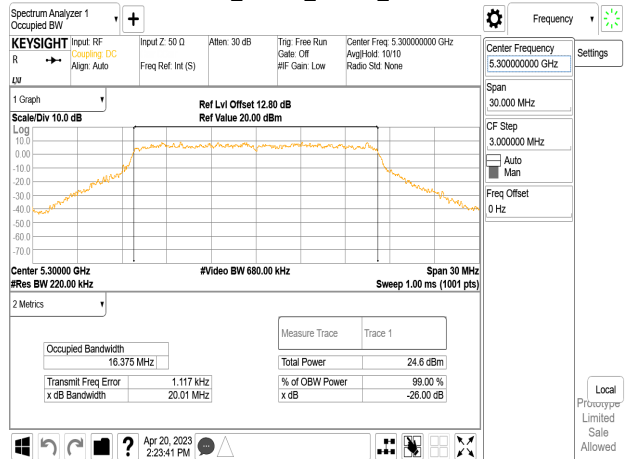 Spectrum Analyzer 1
Occupied BW
Frequency
KEYSIGHT
Input: RF
Coupling: DC
Align: Auto
Input Z: 50 Ω
Freq Ref: Int (S)
Atten: 30 dB
Trig: Free Run
Gate: Off
#IF Gain: Low
Center Freq: 5.300000000 GHz
Avg|Hold: 10/10
Radio Std: None
R
LXI
Center Frequency
5.300000000 GHz
Settings
Span
30.000 MHz
CF Step
3.000000 MHz
Auto
Man
Freq Offset
0 Hz
1 Graph
Scale/Div 10.0 dB
Ref Lvl Offset 12.80 dB
Ref Value 20.00 dBm
Log
10.0
0.00
-10.0
-20.0
-30.0
-40.0
-50.0
-60.0
-70.0
Center 5.30000 GHz
#Video BW 680.00 kHz
Span 30 MHz
#Res BW 220.00 kHz
Sweep 1.00 ms (1001 pts)
2 Metrics
Measure Trace
Trace 1
Occupied Bandwidth
16.375 MHz
Total Power
24.6 dBm
Transmit Freq Error
1.117 kHz
% of OBW Power
99.00 %
x dB Bandwidth
20.01 MHz
x dB
-26.00 dB
Local
Prototype
Limited
Sale
Allowed
?
Apr 20, 2023
2:23:41 PM